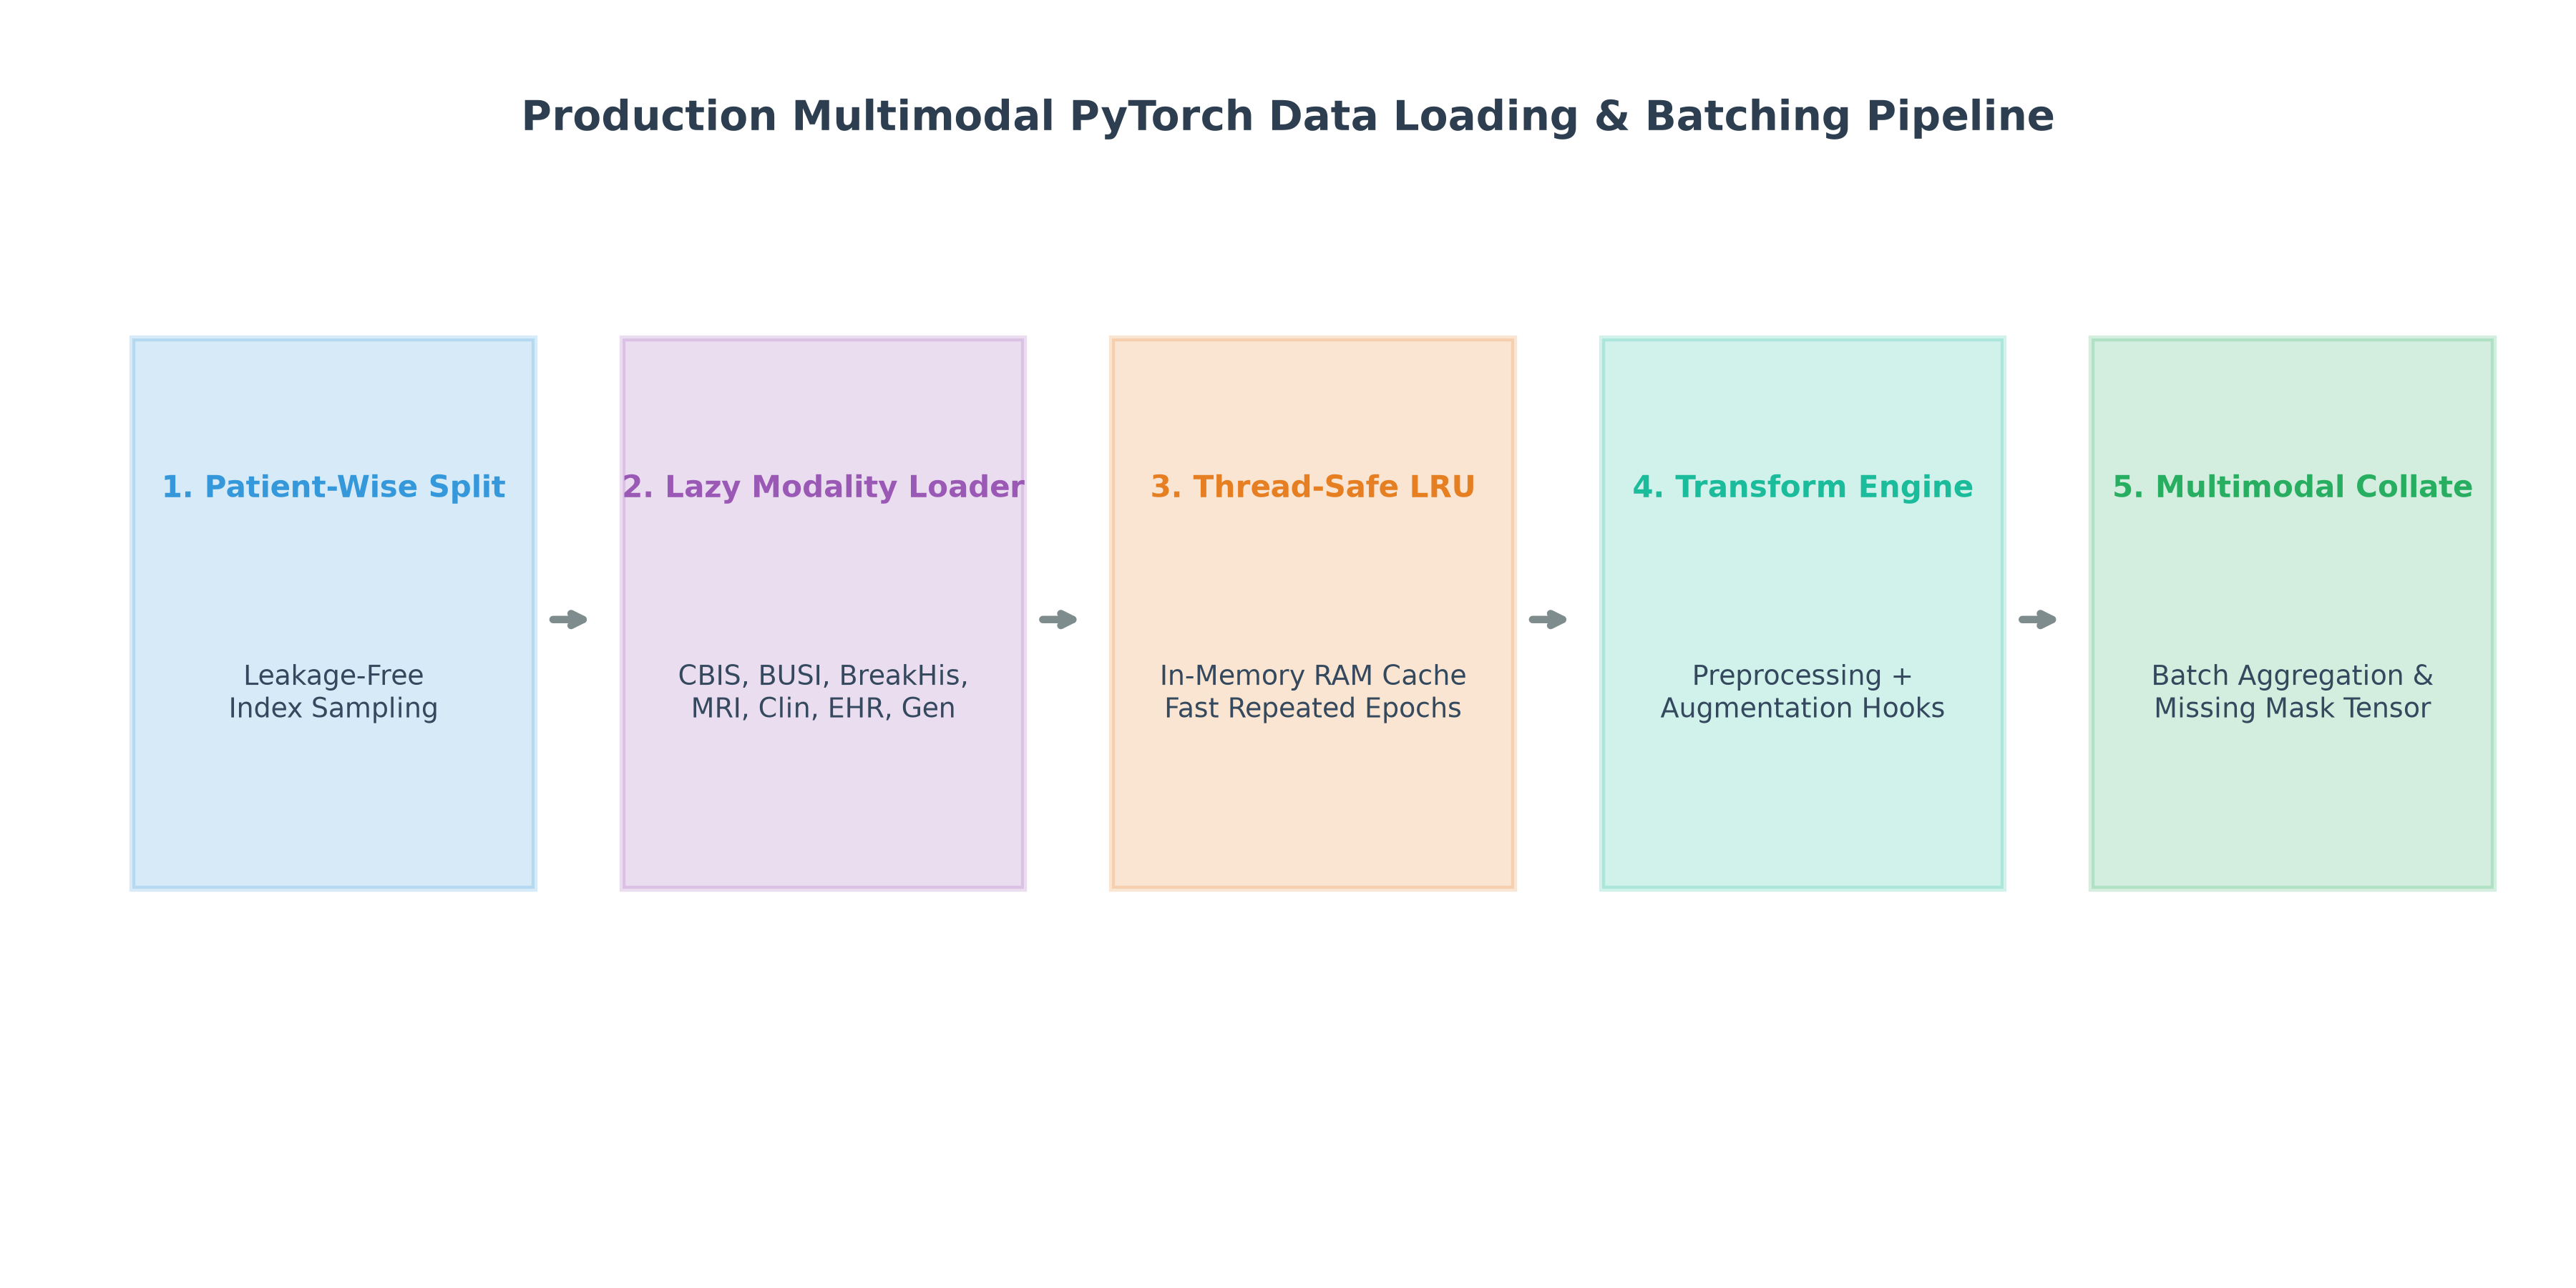 Production Multimodal PyTorch Data Loading & Batching Pipeline
1. Patient-Wise Split
Leakage-Free
Index Sampling
2. Lazy Modality Loader
CBIS, BUSI, BreakHis,
MRI, Clin, EHR, Gen
3. Thread-Safe LRU
In-Memory RAM Cache
Fast Repeated Epochs
4. Transform Engine
Preprocessing +
Augmentation Hooks
5. Multimodal Collate
Batch Aggregation &
Missing Mask Tensor